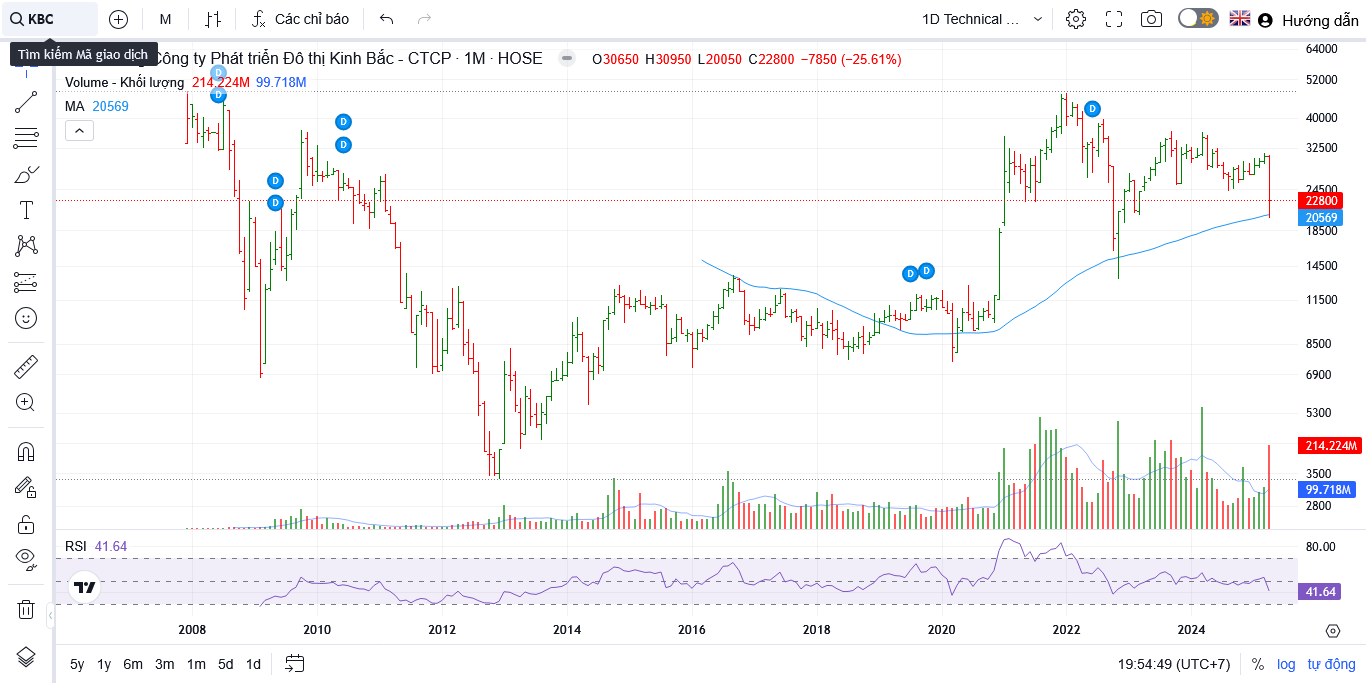 KBC
M
Các chỉ báo
1D Technical ...
Hướng dẫn
Tìm kiếm Mã giao dịch
Công ty Phát triển Đô thị Kinh Bắc - CTCP · 1M · HOSE
O30650 H30950 L20050 C22800 −7850 (−25.61%)
Volume - Khối lượng 214.224M 99.718M
MA 20569
D
D
D
D
D
D
D
D
D
64000
52000
40000
32500
24500
22800
20569
18500
14500
11500
8500
6900
5300
214.224M
3500
99.718M
2800
RSI 41.64
80.00
41.64
2008 2010 2012 2014 2016 2018 2020 2022 2024
5y 1y 6m 3m 1m 5d 1d
19:54:49 (UTC+7) % log tự động